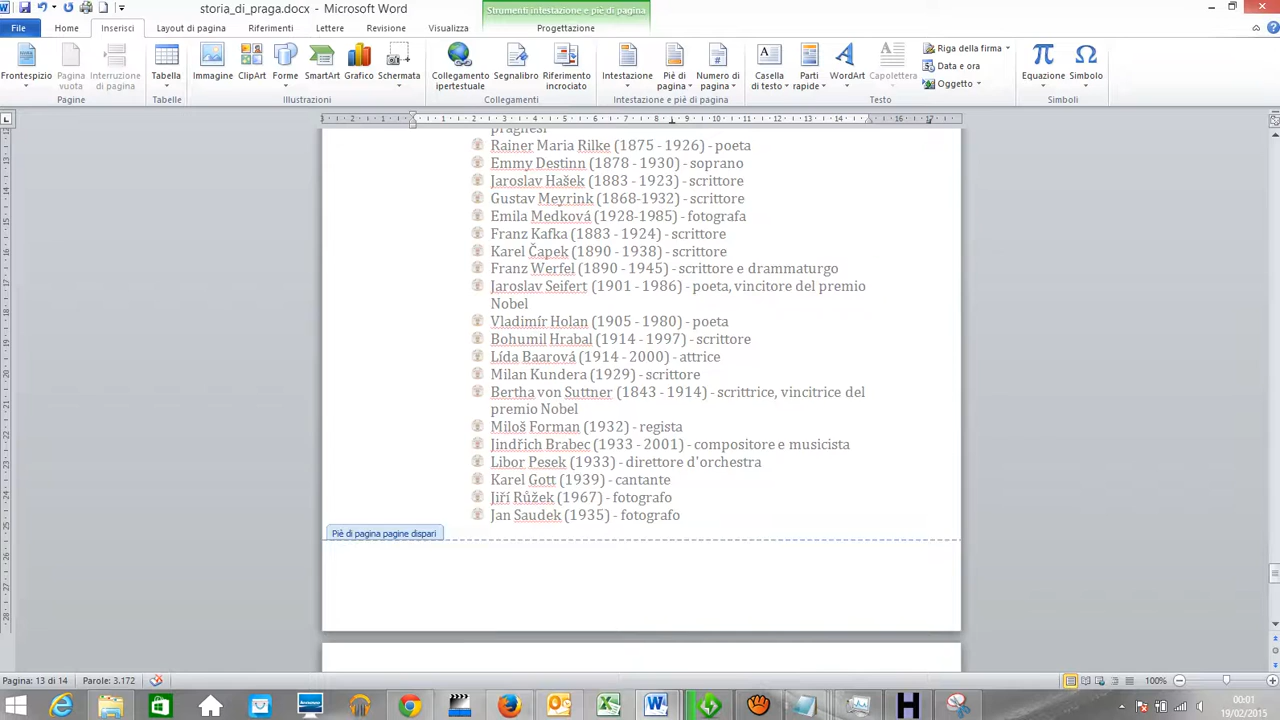 storia_di_praga.docx - Microsoft Word
Strumenti intestazione e piè di pagina
File Home Inserisci Layout di pagina Riferimenti Lettere Revisione Visualizza Progettazione
Frontespizio
Pagina vuota
Interruzione di pagina
Tabella
Immagine
ClipArt
Forme
SmartArt
Grafico
Schermata
Collegamento ipertestuale
Segnalibro
Riferimento incrociato
Intestazione
Piè di pagina
Numero di pagina
Casella di testo
Parti rapide
WordArt
Capolettera
Riga della firma
Data e ora
Oggetto
Equazione
Simbolo
Pagine Tabelle Illustrazioni Collegamenti Intestazione e piè di pagina Testo Simboli
praghesi
Rainer Maria Rilke (1875 - 1926) - poeta
Emmy Destinn (1878 - 1930) - soprano
Jaroslav Hašek (1883 - 1923) - scrittore
Gustav Meyrink (1868-1932) - scrittore
Emila Medková (1928-1985) - fotografa
Franz Kafka (1883 - 1924) - scrittore
Karel Čapek (1890 - 1938) - scrittore
Franz Werfel (1890 - 1945) - scrittore e drammaturgo
Jaroslav Seifert (1901 - 1986) - poeta, vincitore del premio
Nobel
Vladimír Holan (1905 - 1980) - poeta
Bohumil Hrabal (1914 - 1997) - scrittore
Lída Baarová (1914 - 2000) - attrice
Milan Kundera (1929) - scrittore
Bertha von Suttner (1843 - 1914) - scrittrice, vincitrice del
premio Nobel
Miloš Forman (1932) - regista
Jindřich Brabec (1933 - 2001) - compositore e musicista
Libor Pesek (1933) - direttore d'orchestra
Karel Gott (1939) - cantante
Jiří Růžek (1967) - fotografo
Jan Saudek (1935) - fotografo
Piè di pagina pagine dispari
Pagina: 13 di 14 Parole: 3.172 100%
00:01
19/02/2015